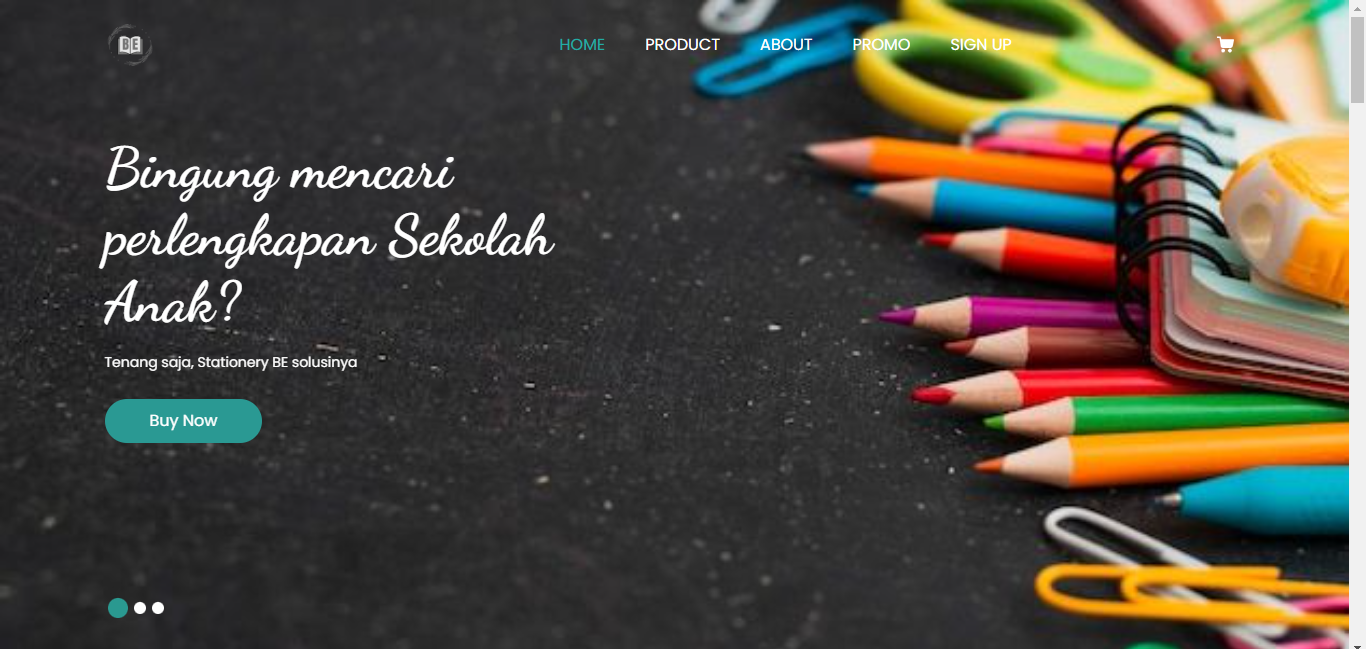 BE
HOME PRODUCT ABOUT PROMO SIGN UP
Bingung mencari
perlengkapan Sekolah
Anak?
Tenang saja, Stationery BE solusinya
Buy Now